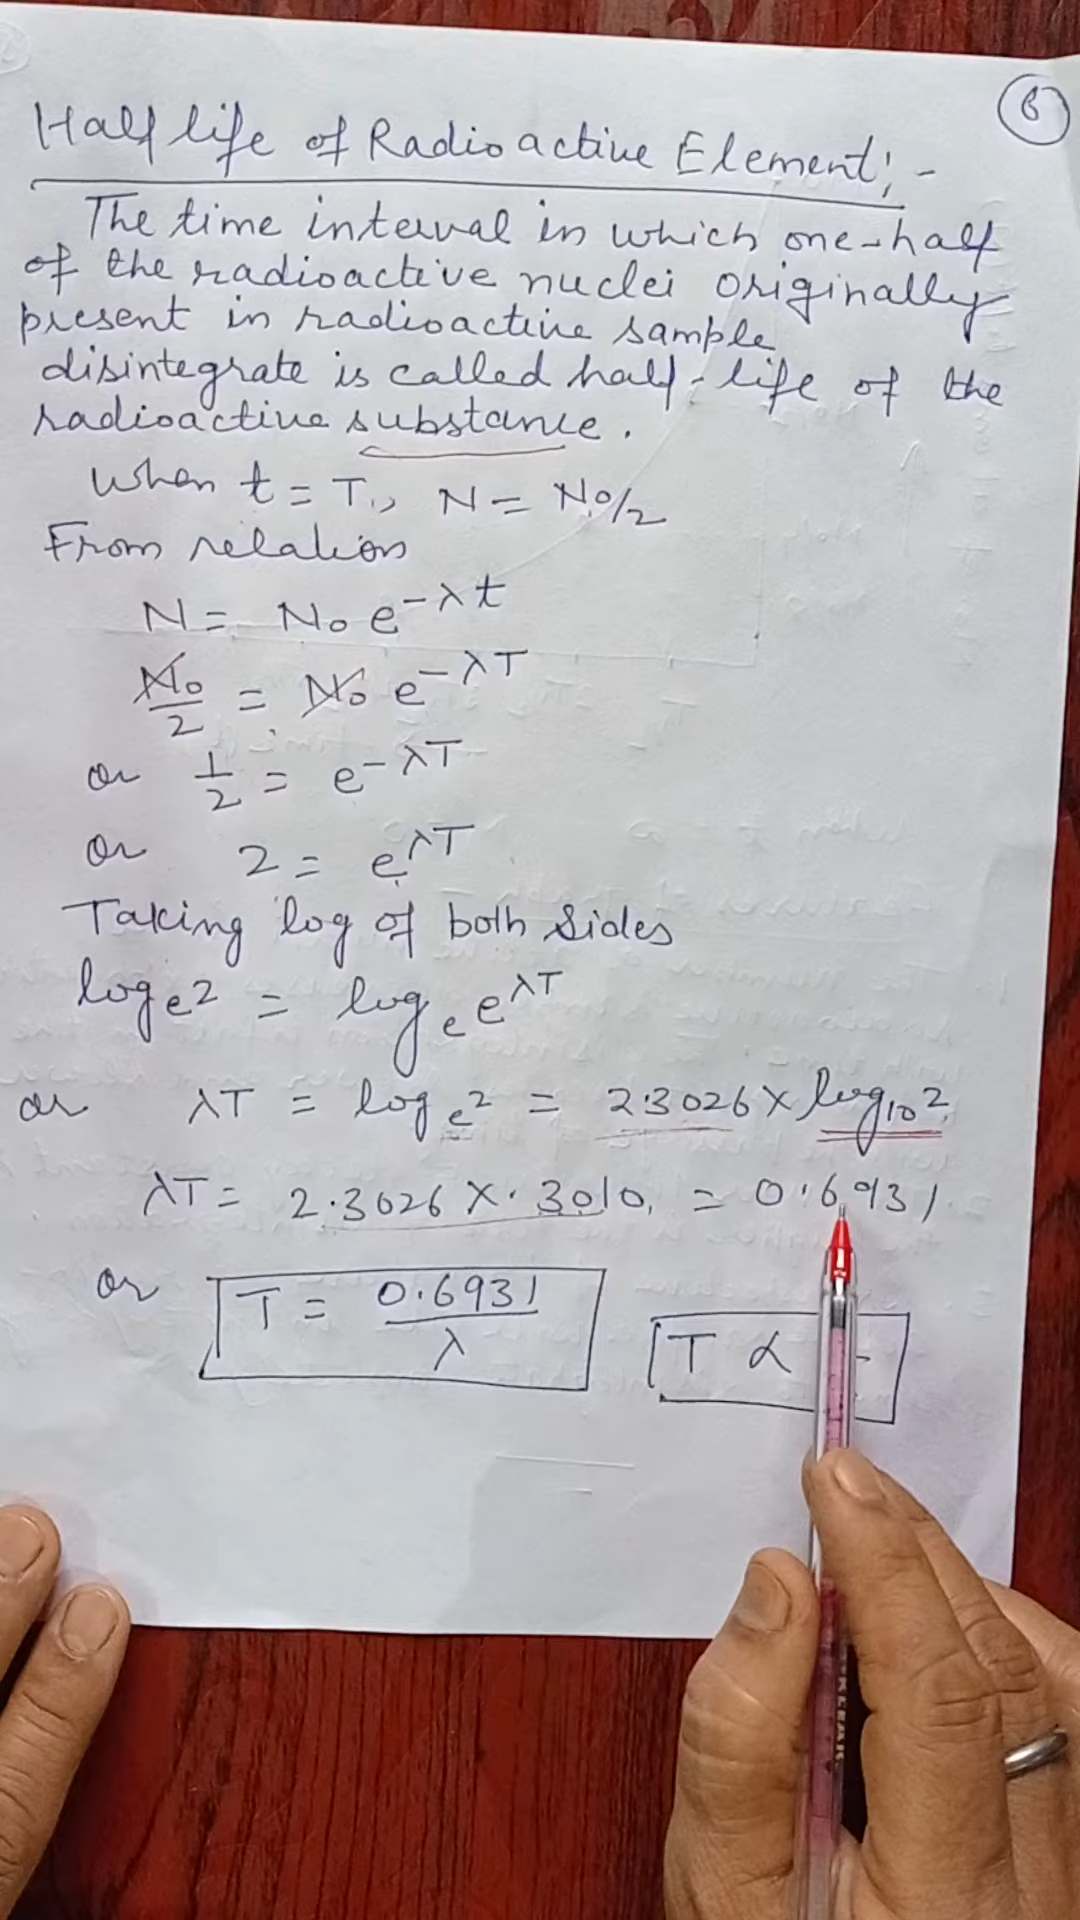 6
Half life of Radioactive Element:-
The time interval in which one-half
of the radioactive nuclei originally
present in radioactive sample
disintegrate is called half-life of the
radioactive substance.
When t = T, N = N₀/2
From relation
N = N₀ e^-λt
N₀/2 = N₀ e^-λT
or 1/2 = e^-λT
or 2 = e^λT
Taking log of both sides
logₑ2 = logₑ e^λT
or λT = logₑ2 = 2.3026 × log₁₀2
λT = 2.3026 × .3010 = 0.6931
or T = 0.6931/λ
T ∝